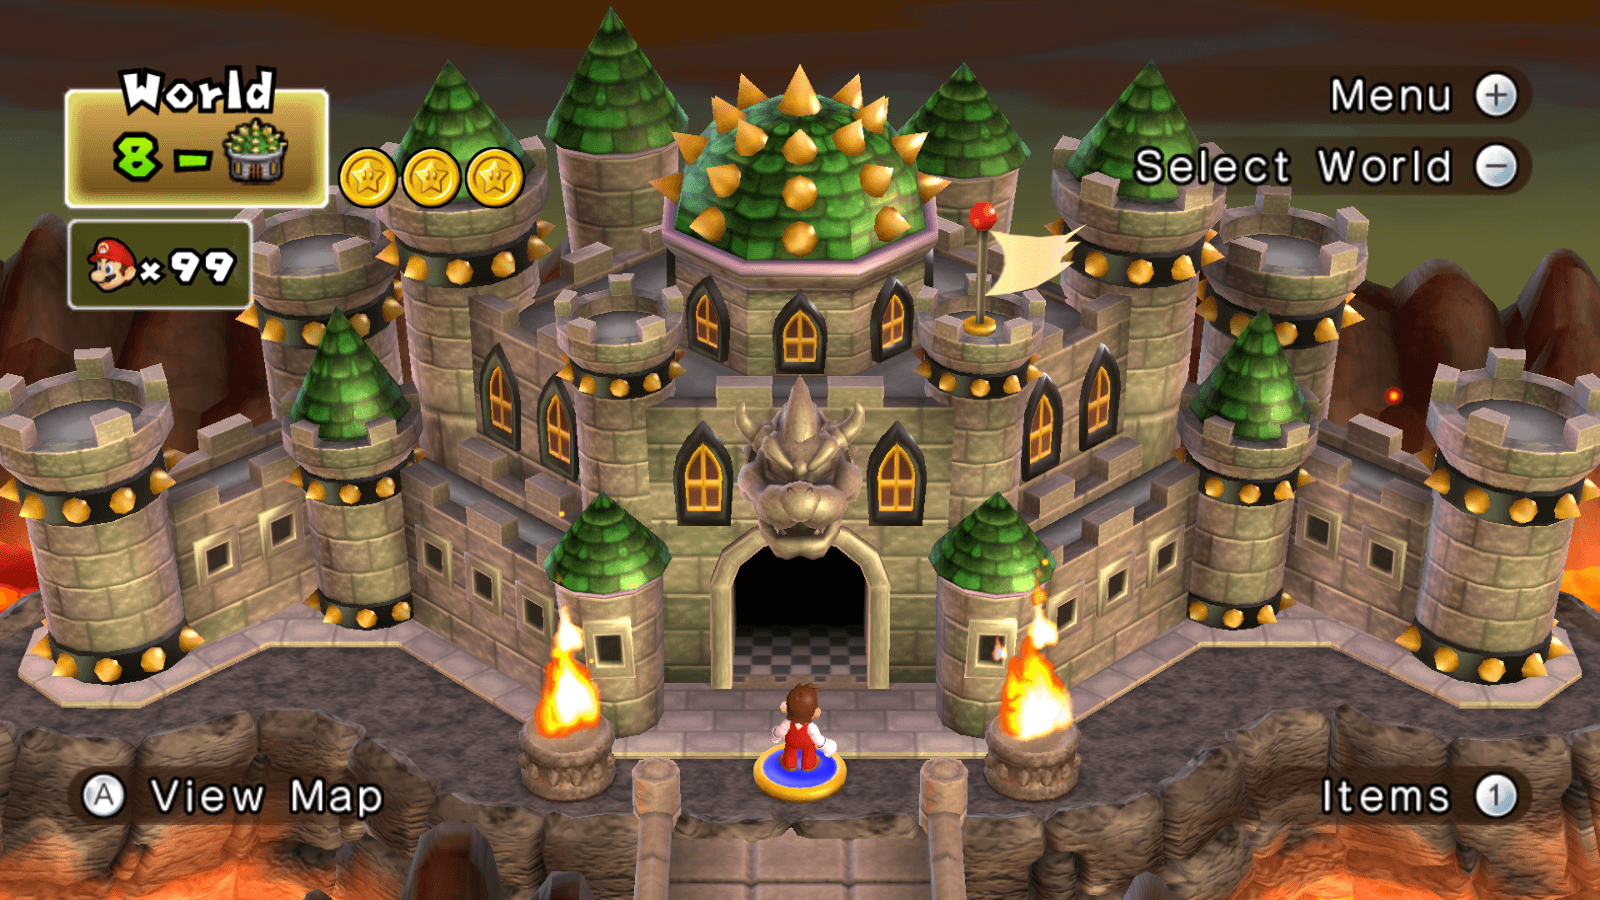 World
8 -
x 99
Menu +
Select World −
A View Map
Items 1